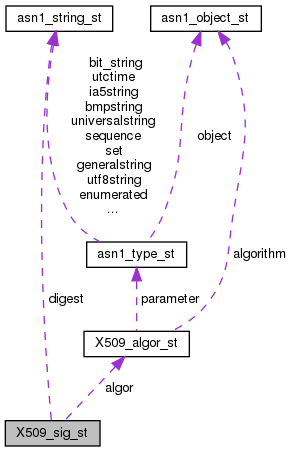 asn1_string_st
asn1_object_st
bit_string
utctime
ia5string
bmpstring
universalstring
sequence
set
generalstring
utf8string
enumerated
...
object
asn1_type_st
algorithm
digest
parameter
X509_algor_st
algor
X509_sig_st